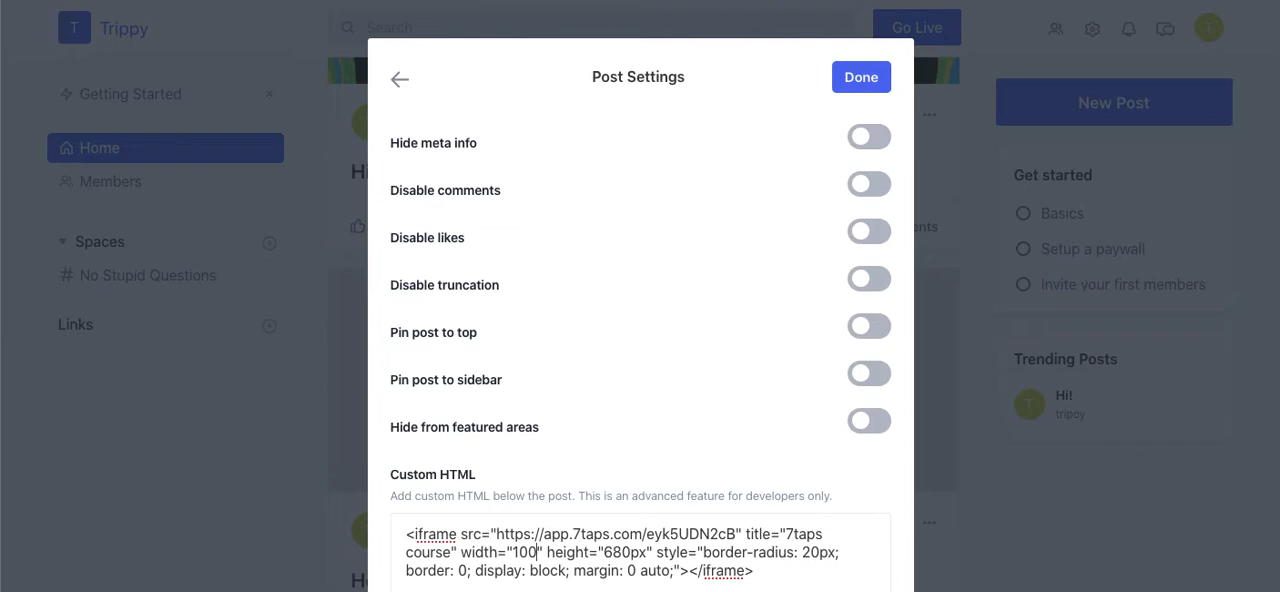 T Trippy
Search
Go Live
T
Getting Started ×
Home
Members
Spaces
# No Stupid Questions
Links
Post Settings
Done
Hide meta info
Disable comments
Disable likes
Disable truncation
Pin post to top
Pin post to sidebar
Hide from featured areas
Custom HTML
Add custom HTML below the post. This is an advanced feature for developers only.
<iframe src="https://app.7taps.com/eyk5UDN2cB" title="7taps
course" width="100" height="680px" style="border-radius: 20px;
border: 0; display: block; margin: 0 auto;"></iframe>
New Post
Get started
Basics
Setup a paywall
Invite your first members
Trending Posts
T
Hi!
trippy